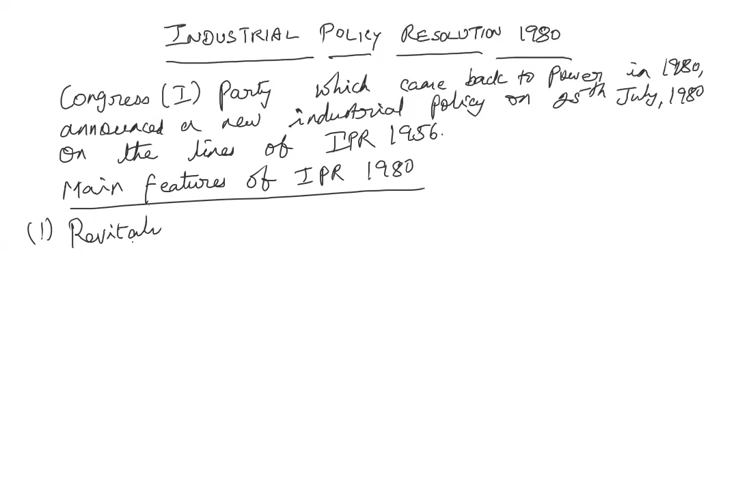 INDUSTRIAL POLICY RESOLUTION 1980
Congress (I) Party which came back to Power in 1980,
announced a new industrial policy on 25th July, 1980
on the lines of IPR 1956.
Main features of IPR 1980
(1) Revitali